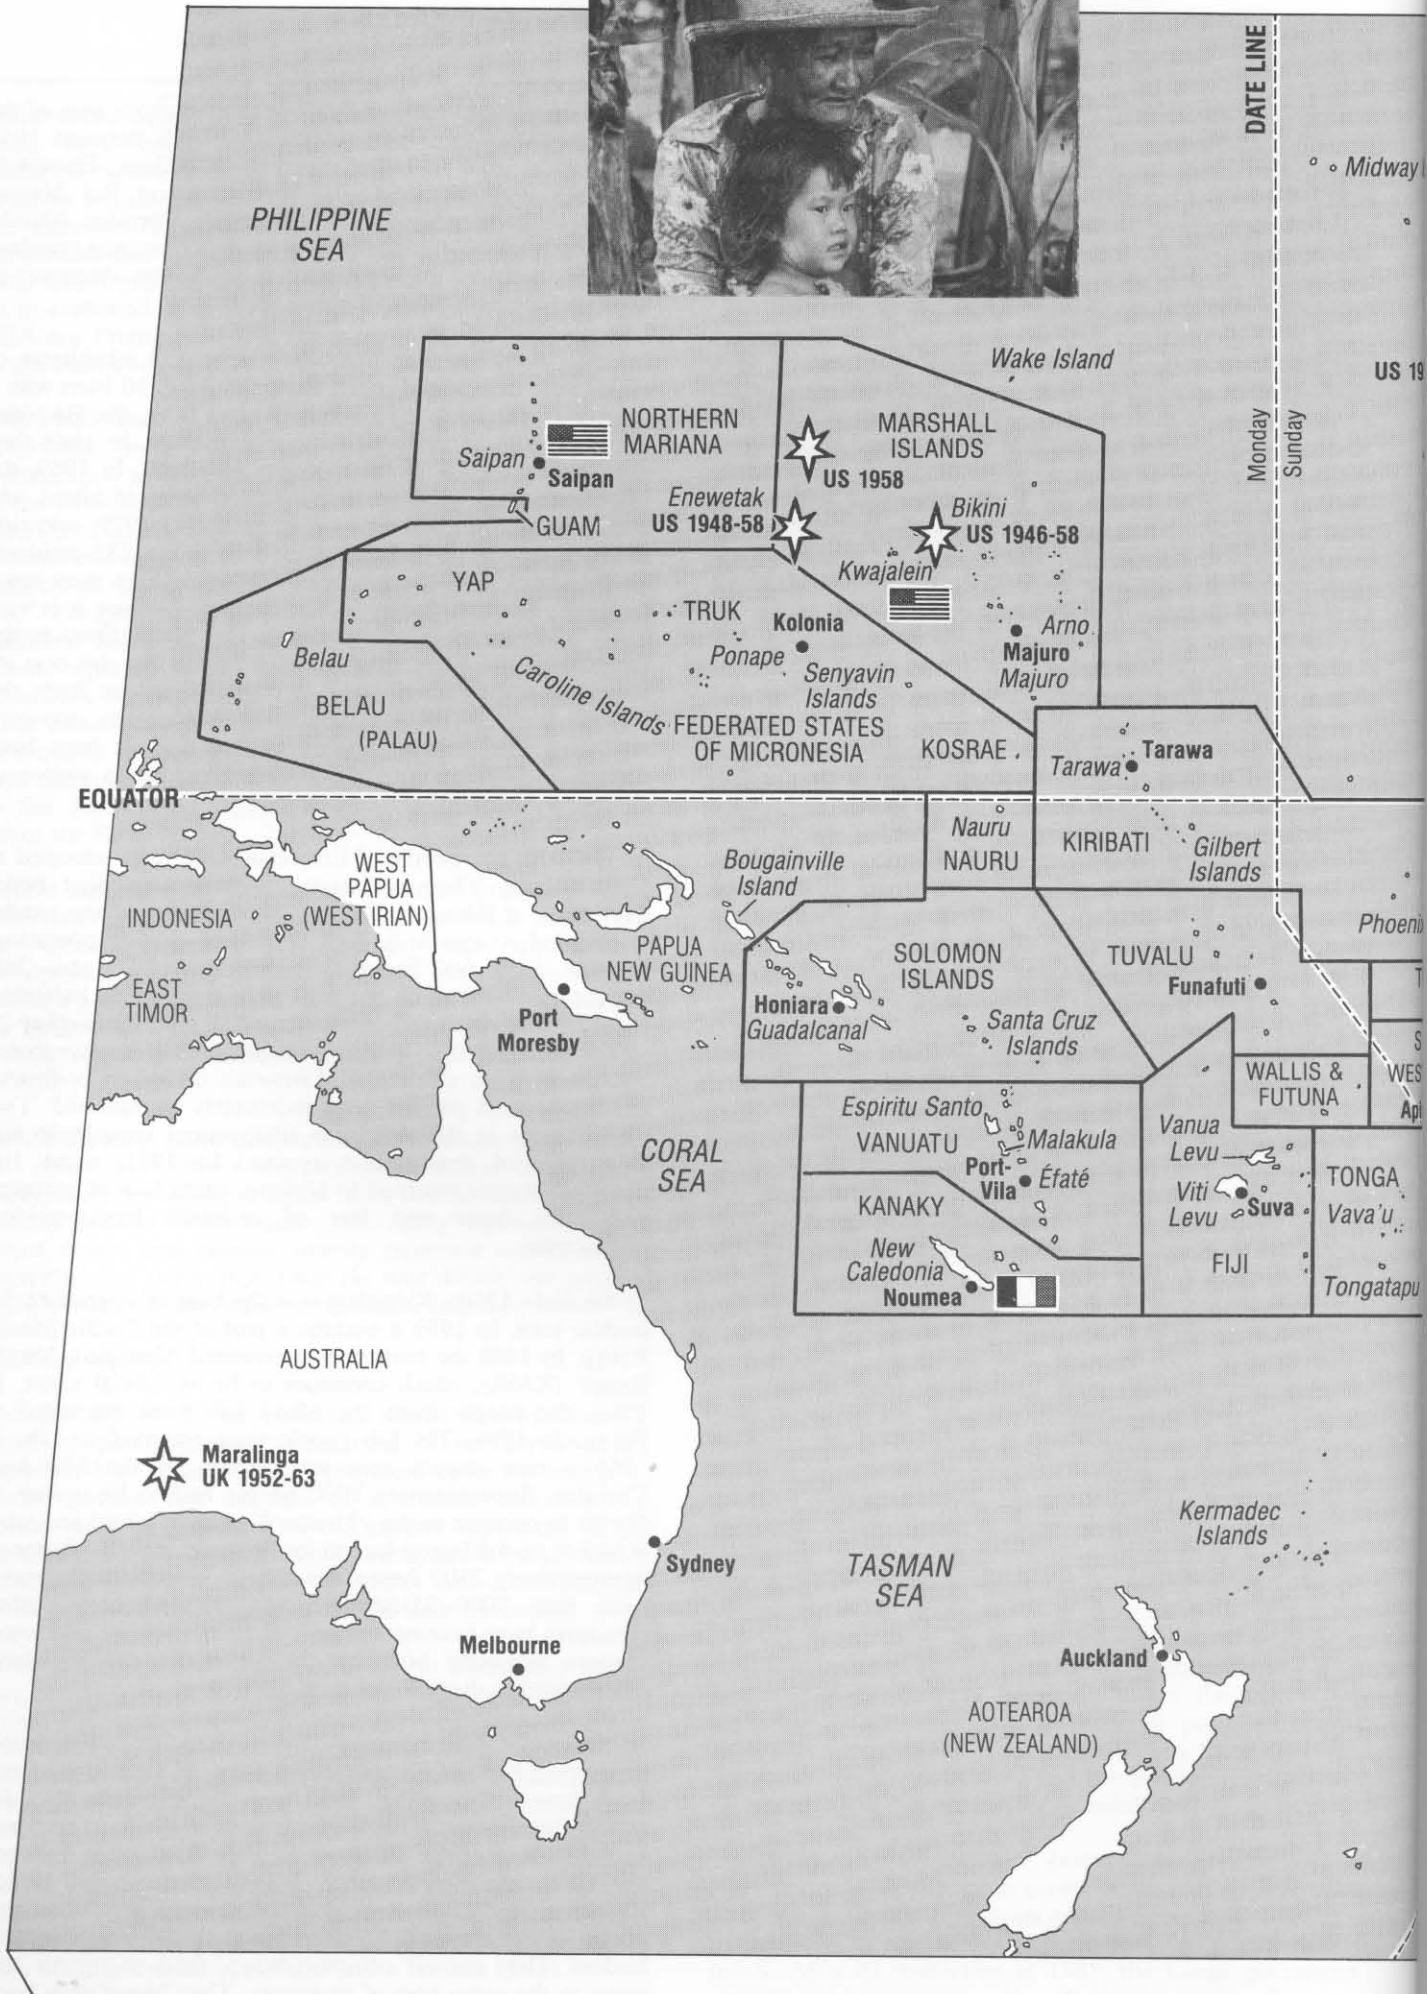 DATE LINE
Midway
PHILIPPINE
SEA
Wake Island
US 19
NORTHERN
MARIANA
MARSHALL
ISLANDS
Monday
Sunday
Saipan
Saipan
US 1958
Enewetak
US 1948-58
Bikini
US 1946-58
GUAM
Kwajalein
YAP
TRUK
Kolonia
Arno
Belau
Ponape
Majuro
Caroline Islands
Senyavin
Islands
Majuro
BELAU
(PALAU)
FEDERATED STATES
OF MICRONESIA
KOSRAE
Tarawa
Tarawa
EQUATOR
Nauru
NAURU
KIRIBATI
Gilbert
Islands
WEST
PAPUA
(WEST IRIAN)
Bougainville
Island
INDONESIA
PAPUA
NEW GUINEA
SOLOMON
ISLANDS
TUVALU
Phoeni
EAST
TIMOR
Funafuti
T
Port
Moresby
Honiara
Guadalcanal
Santa Cruz
Islands
S
WALLIS &
FUTUNA
WES
Api
Espiritu Santo
VANUATU
Malakula
Vanua
Levu
CORAL
SEA
Port-
Vila
Éfaté
KANAKY
Viti
Levu
Suva
TONGA
Vava'u
New
Caledonia
Noumea
FIJI
Tongatapu
AUSTRALIA
Maralinga
UK 1952-63
Kermadec
Islands
Sydney
TASMAN
SEA
Melbourne
Auckland
AOTEAROA
(NEW ZEALAND)